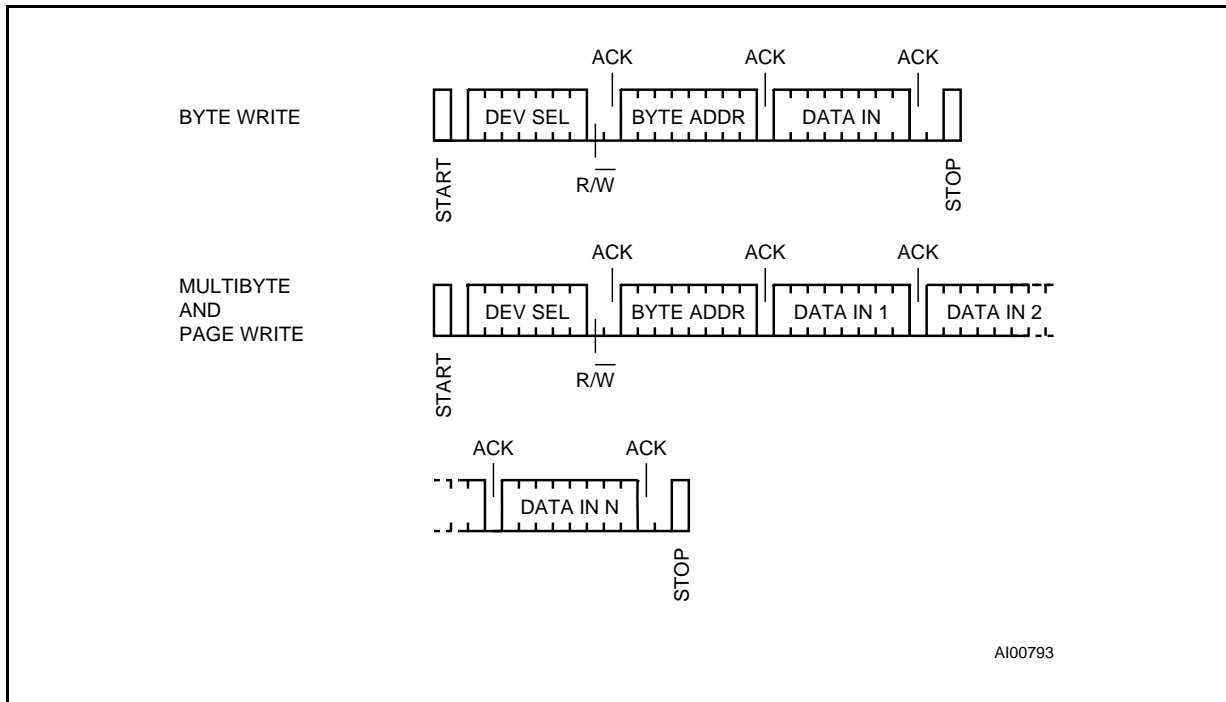 ACK ACK ACK
BYTE WRITE
DEV SEL BYTE ADDR DATA IN
R/W̅
START
STOP
ACK ACK ACK
MULTIBYTE
AND
PAGE WRITE
DEV SEL BYTE ADDR DATA IN 1 DATA IN 2
R/W̅
START
ACK ACK
DATA IN N
STOP
AI00793